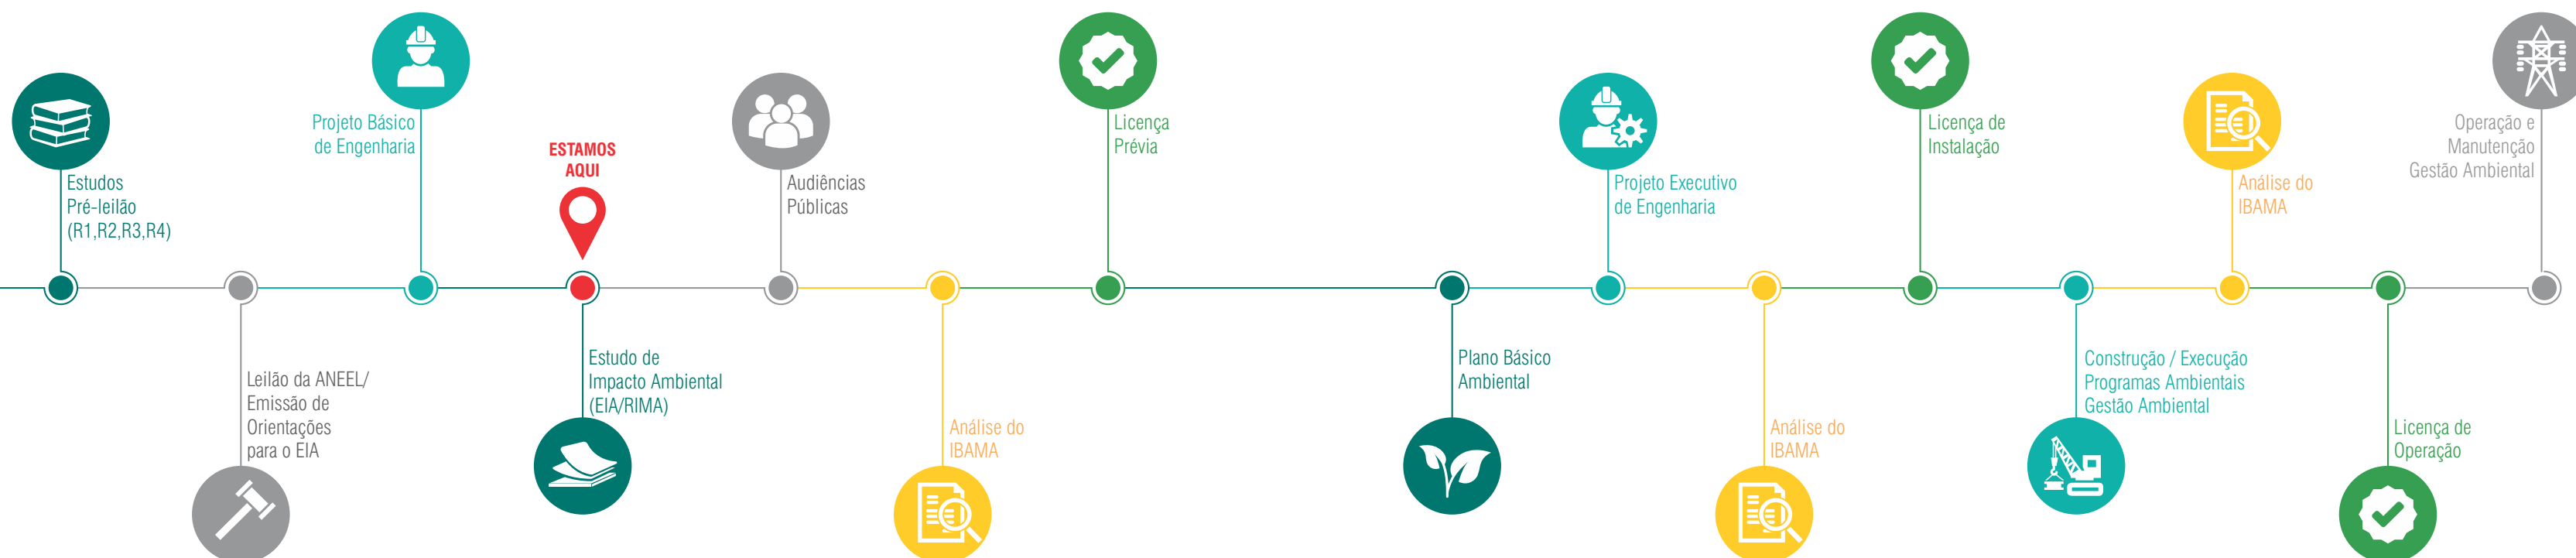 Estudos
Pré-leilão
(R1,R2,R3,R4)
Leilão da ANEEL/
Emissão de
Orientações
para o EIA
Projeto Básico
de Engenharia
ESTAMOS
AQUI
Estudo de
Impacto Ambiental
(EIA/RIMA)
Audiências
Públicas
Análise do
IBAMA
Licença
Prévia
Plano Básico
Ambiental
Projeto Executivo
de Engenharia
Análise do
IBAMA
Licença de
Instalação
Construção / Execução
Programas Ambientais
Gestão Ambiental
Análise do
IBAMA
Licença de
Operação
Operação e
Manutenção
Gestão Ambiental